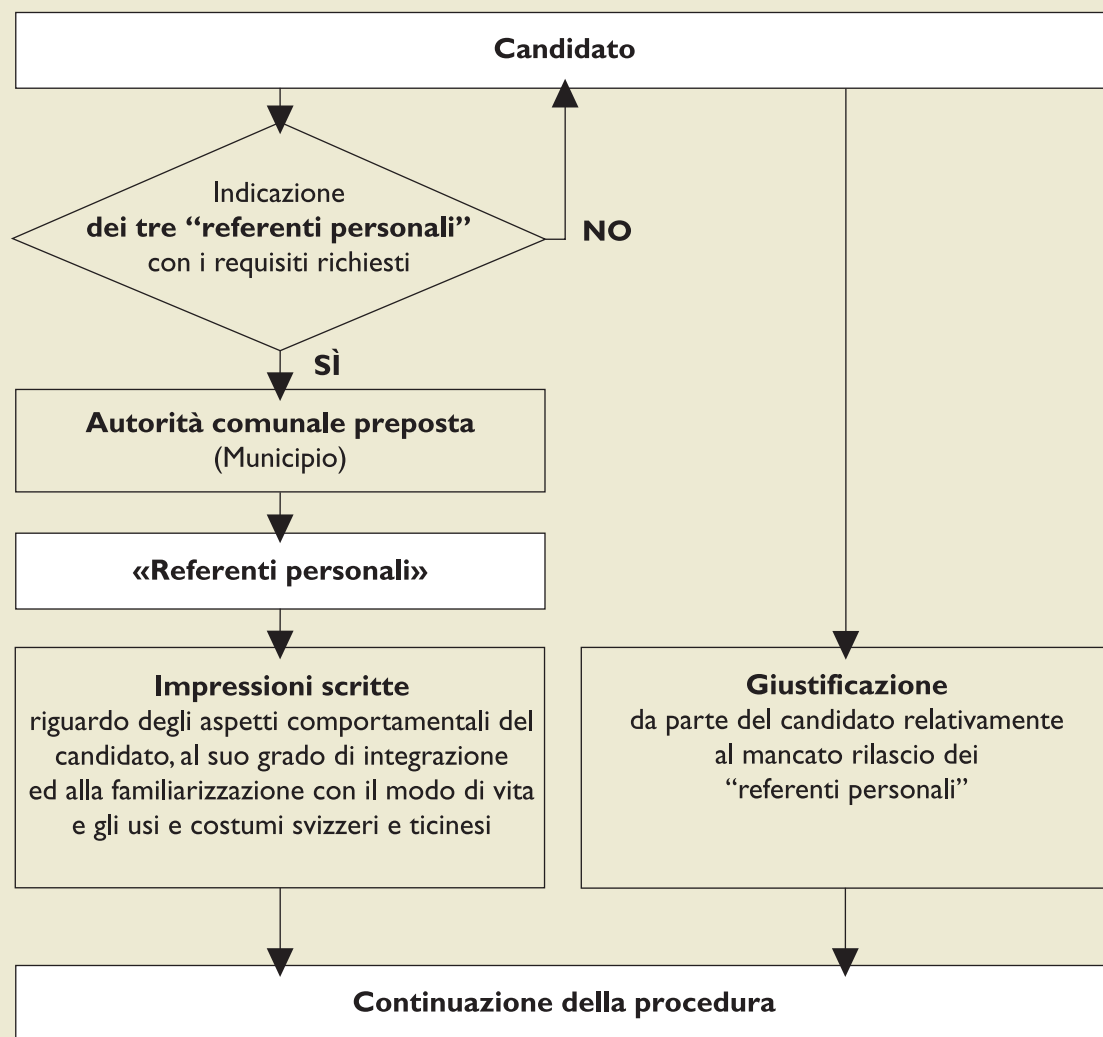 Candidato
Indicazione
dei tre “referenti personali”
con i requisiti richiesti
NO
SÌ
Autorità comunale preposta
(Municipio)
«Referenti personali»
Impressioni scritte
riguardo degli aspetti comportamentali del
candidato, al suo grado di integrazione
ed alla familiarizzazione con il modo di vita
e gli usi e costumi svizzeri e ticinesi
Giustificazione
da parte del candidato relativamente
al mancato rilascio dei
“referenti personali”
Continuazione della procedura